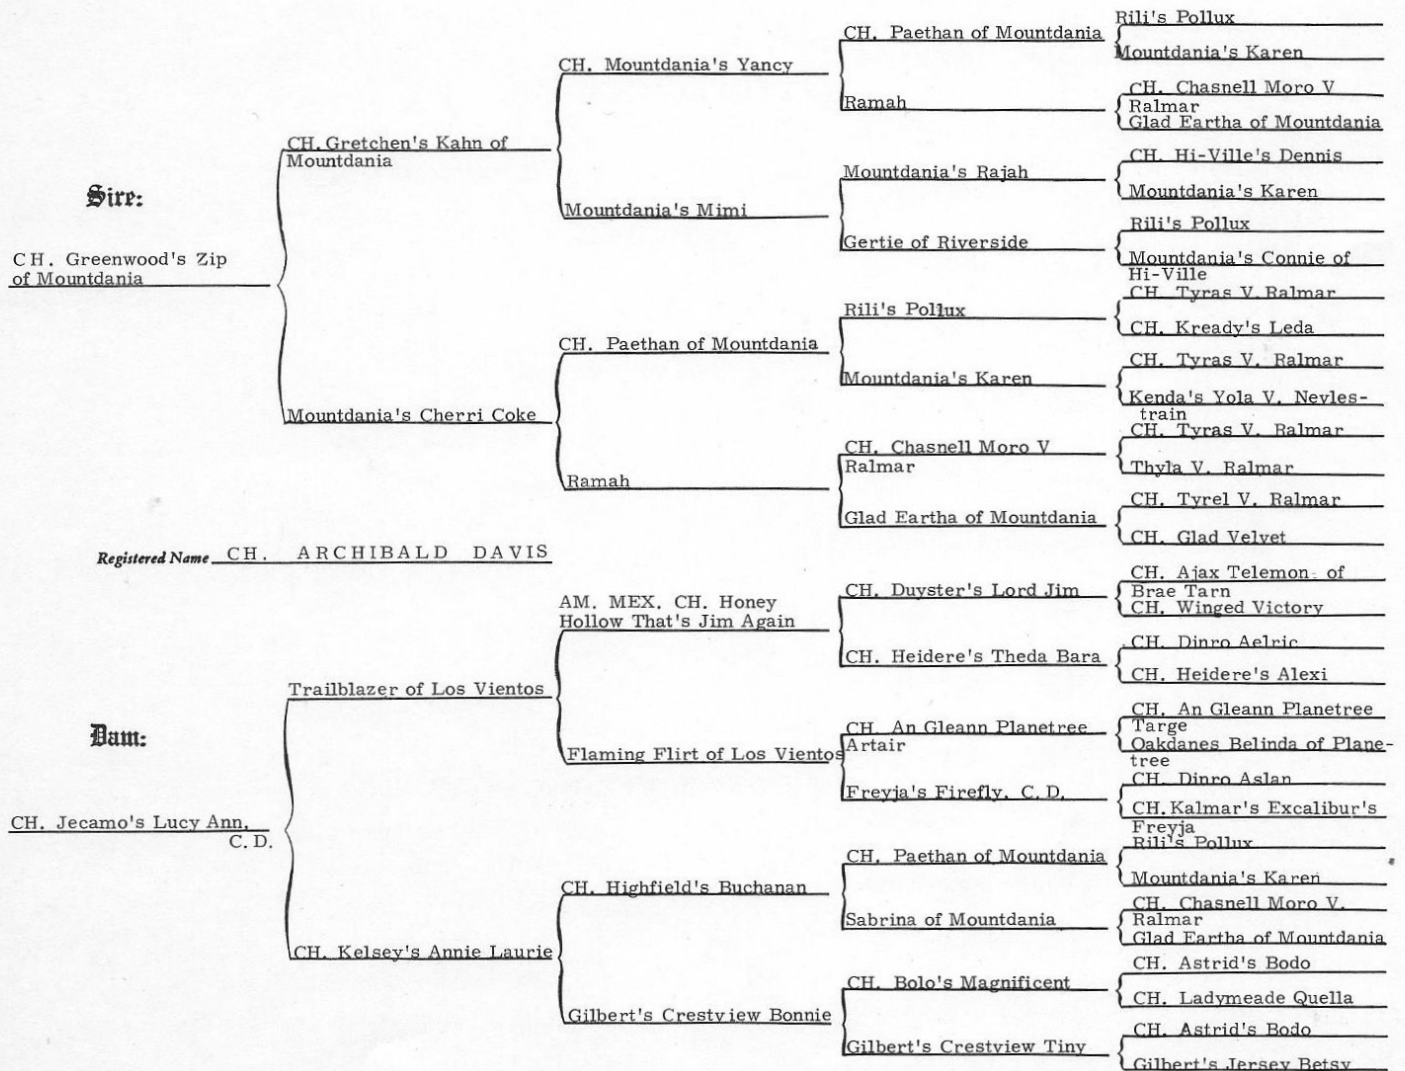 Sire:
CH. Greenwood's Zip
of Mountdania
CH. Gretchen's Kahn of
Mountdania
Mountdania's Cherri Coke
CH. Mountdania's Yancy
Mountdania's Mimi
CH. Paethan of Mountdania
Ramah
CH. Paethan of Mountdania
Ramah
Mountdania's Rajah
Gertie of Riverside
Rili's Pollux
Mountdania's Karen
CH. Chasnell Moro V
Ralmar
Glad Eartha of Mountdania
Rili's Pollux
Mountdania's Karen
CH. Chasnell Moro V
Ralmar
Glad Eartha of Mountdania
CH. Hi-Ville's Dennis
Mountdania's Karen
Rili's Pollux
Mountdania's Connie of
Hi-Ville
CH. Tyras V. Ralmar
CH. Kready's Leda
CH. Tyras V. Ralmar
Kenda's Yola V. Nevles-
train
CH. Tyras V. Ralmar
Thyla V. Ralmar
CH. Tyrel V. Ralmar
CH. Glad Velvet
Registered Name CH. ARCHIBALD DAVIS
Dam:
CH. Jecamo's Lucy Ann,
C.D.
Trailblazer of Los Vientos
CH. Kelsey's Annie Laurie
AM. MEX. CH. Honey
Hollow That's Jim Again
Flaming Flirt of Los Vientos
CH. Highfield's Buchanan
Gilbert's Crestview Bonnie
CH. Duyster's Lord Jim
CH. Heidere's Theda Bara
CH. An Gleann Planetree
Artair
Freyja's Firefly, C.D.
CH. Paethan of Mountdania
Sabrina of Mountdania
CH. Bolo's Magnificent
Gilbert's Crestview Tiny
CH. Ajax Telemon of
Brae Tarn
CH. Winged Victory
CH. Dinro Aelric
CH. Heidere's Alexi
CH. An Gleann Planetree
Targe
Oakdanes Belinda of Plane-
tree
CH. Dinro Aslan
CH. Kalmar's Excalibur's
Freyja
Rili's Pollux
Mountdania's Karen
CH. Chasnell Moro V.
Ralmar
Glad Eartha of Mountdania
CH. Astrid's Bodo
CH. Ladymeade Quella
CH. Astrid's Bodo
Gilbert's Jersey Betsy